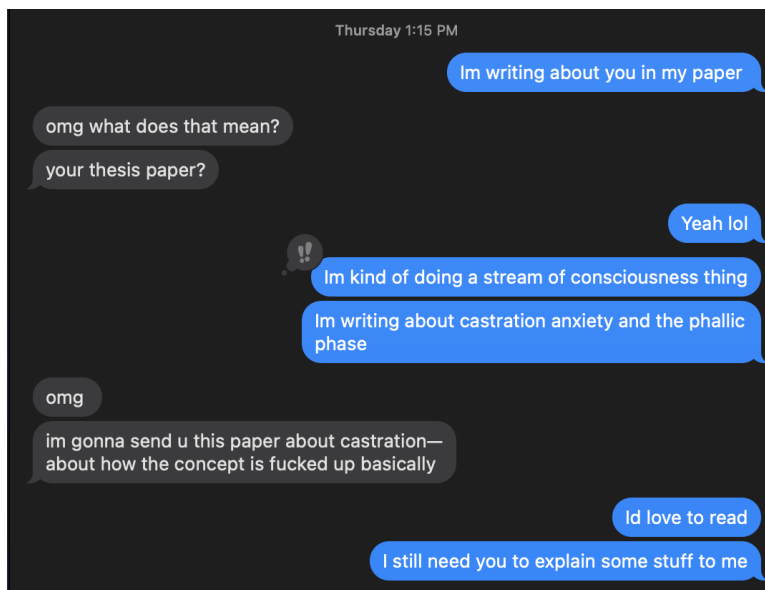 Thursday 1:15 PM
Im writing about you in my paper
omg what does that mean?
your thesis paper?
Yeah lol
!!
Im kind of doing a stream of consciousness thing
Im writing about castration anxiety and the phallic
phase
omg
im gonna send u this paper about castration—
about how the concept is fucked up basically
Id love to read
I still need you to explain some stuff to me